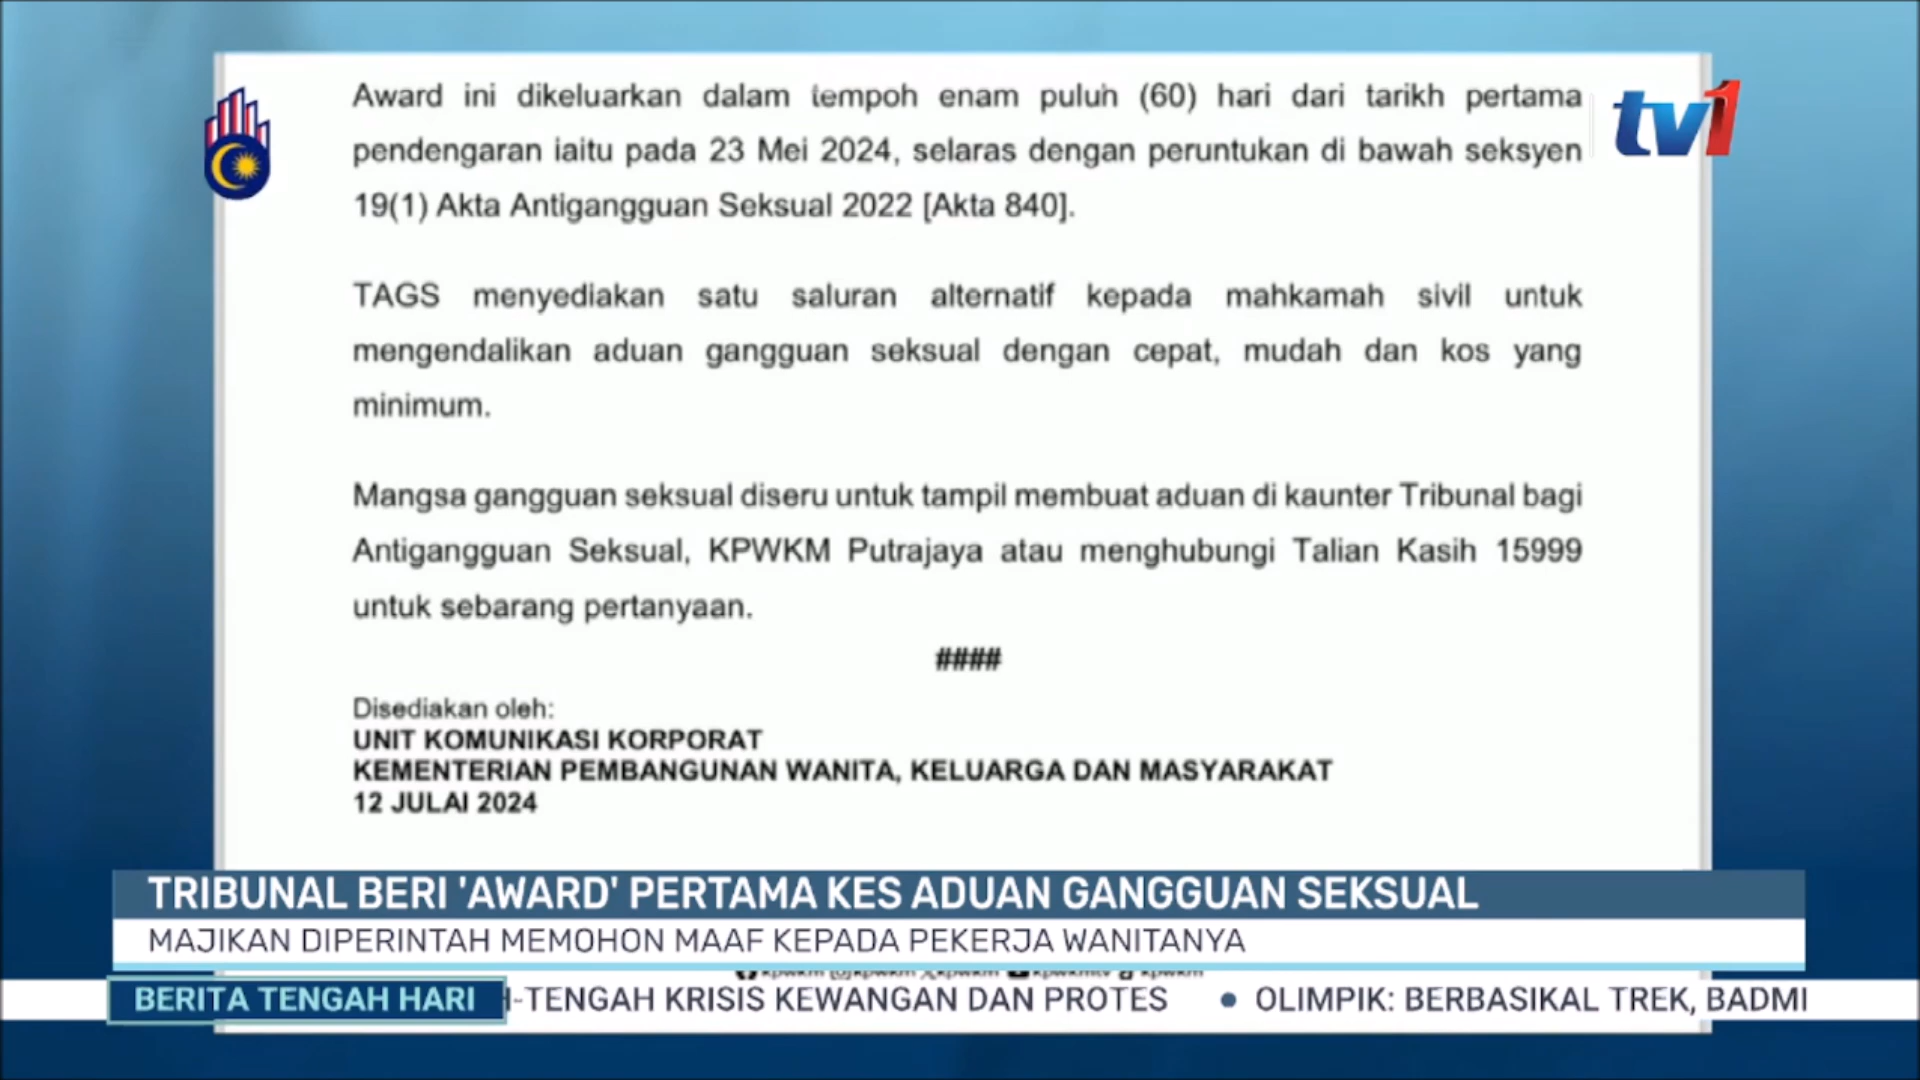 Award ini dikeluarkan dalam tempoh enam puluh (60) hari dari tarikh pertama
pendengaran iaitu pada 23 Mei 2024, selaras dengan peruntukan di bawah seksyen
19(1) Akta Antigangguan Seksual 2022 [Akta 840].
tv1
TAGS menyediakan satu saluran alternatif kepada mahkamah sivil untuk
mengendalikan aduan gangguan seksual dengan cepat, mudah dan kos yang
minimum.
Mangsa gangguan seksual diseru untuk tampil membuat aduan di kaunter Tribunal bagi
Antigangguan Seksual, KPWKM Putrajaya atau menghubungi Talian Kasih 15999
untuk sebarang pertanyaan.
####
Disediakan oleh:
UNIT KOMUNIKASI KORPORAT
KEMENTERIAN PEMBANGUNAN WANITA, KELUARGA DAN MASYARAKAT
12 JULAI 2024
TRIBUNAL BERI 'AWARD' PERTAMA KES ADUAN GANGGUAN SEKSUAL
MAJIKAN DIPERINTAH MEMOHON MAAF KEPADA PEKERJA WANITANYA
BERITA TENGAH HARI
-TENGAH KRISIS KEWANGAN DAN PROTES • OLIMPIK: BERBASIKAL TREK, BADMI